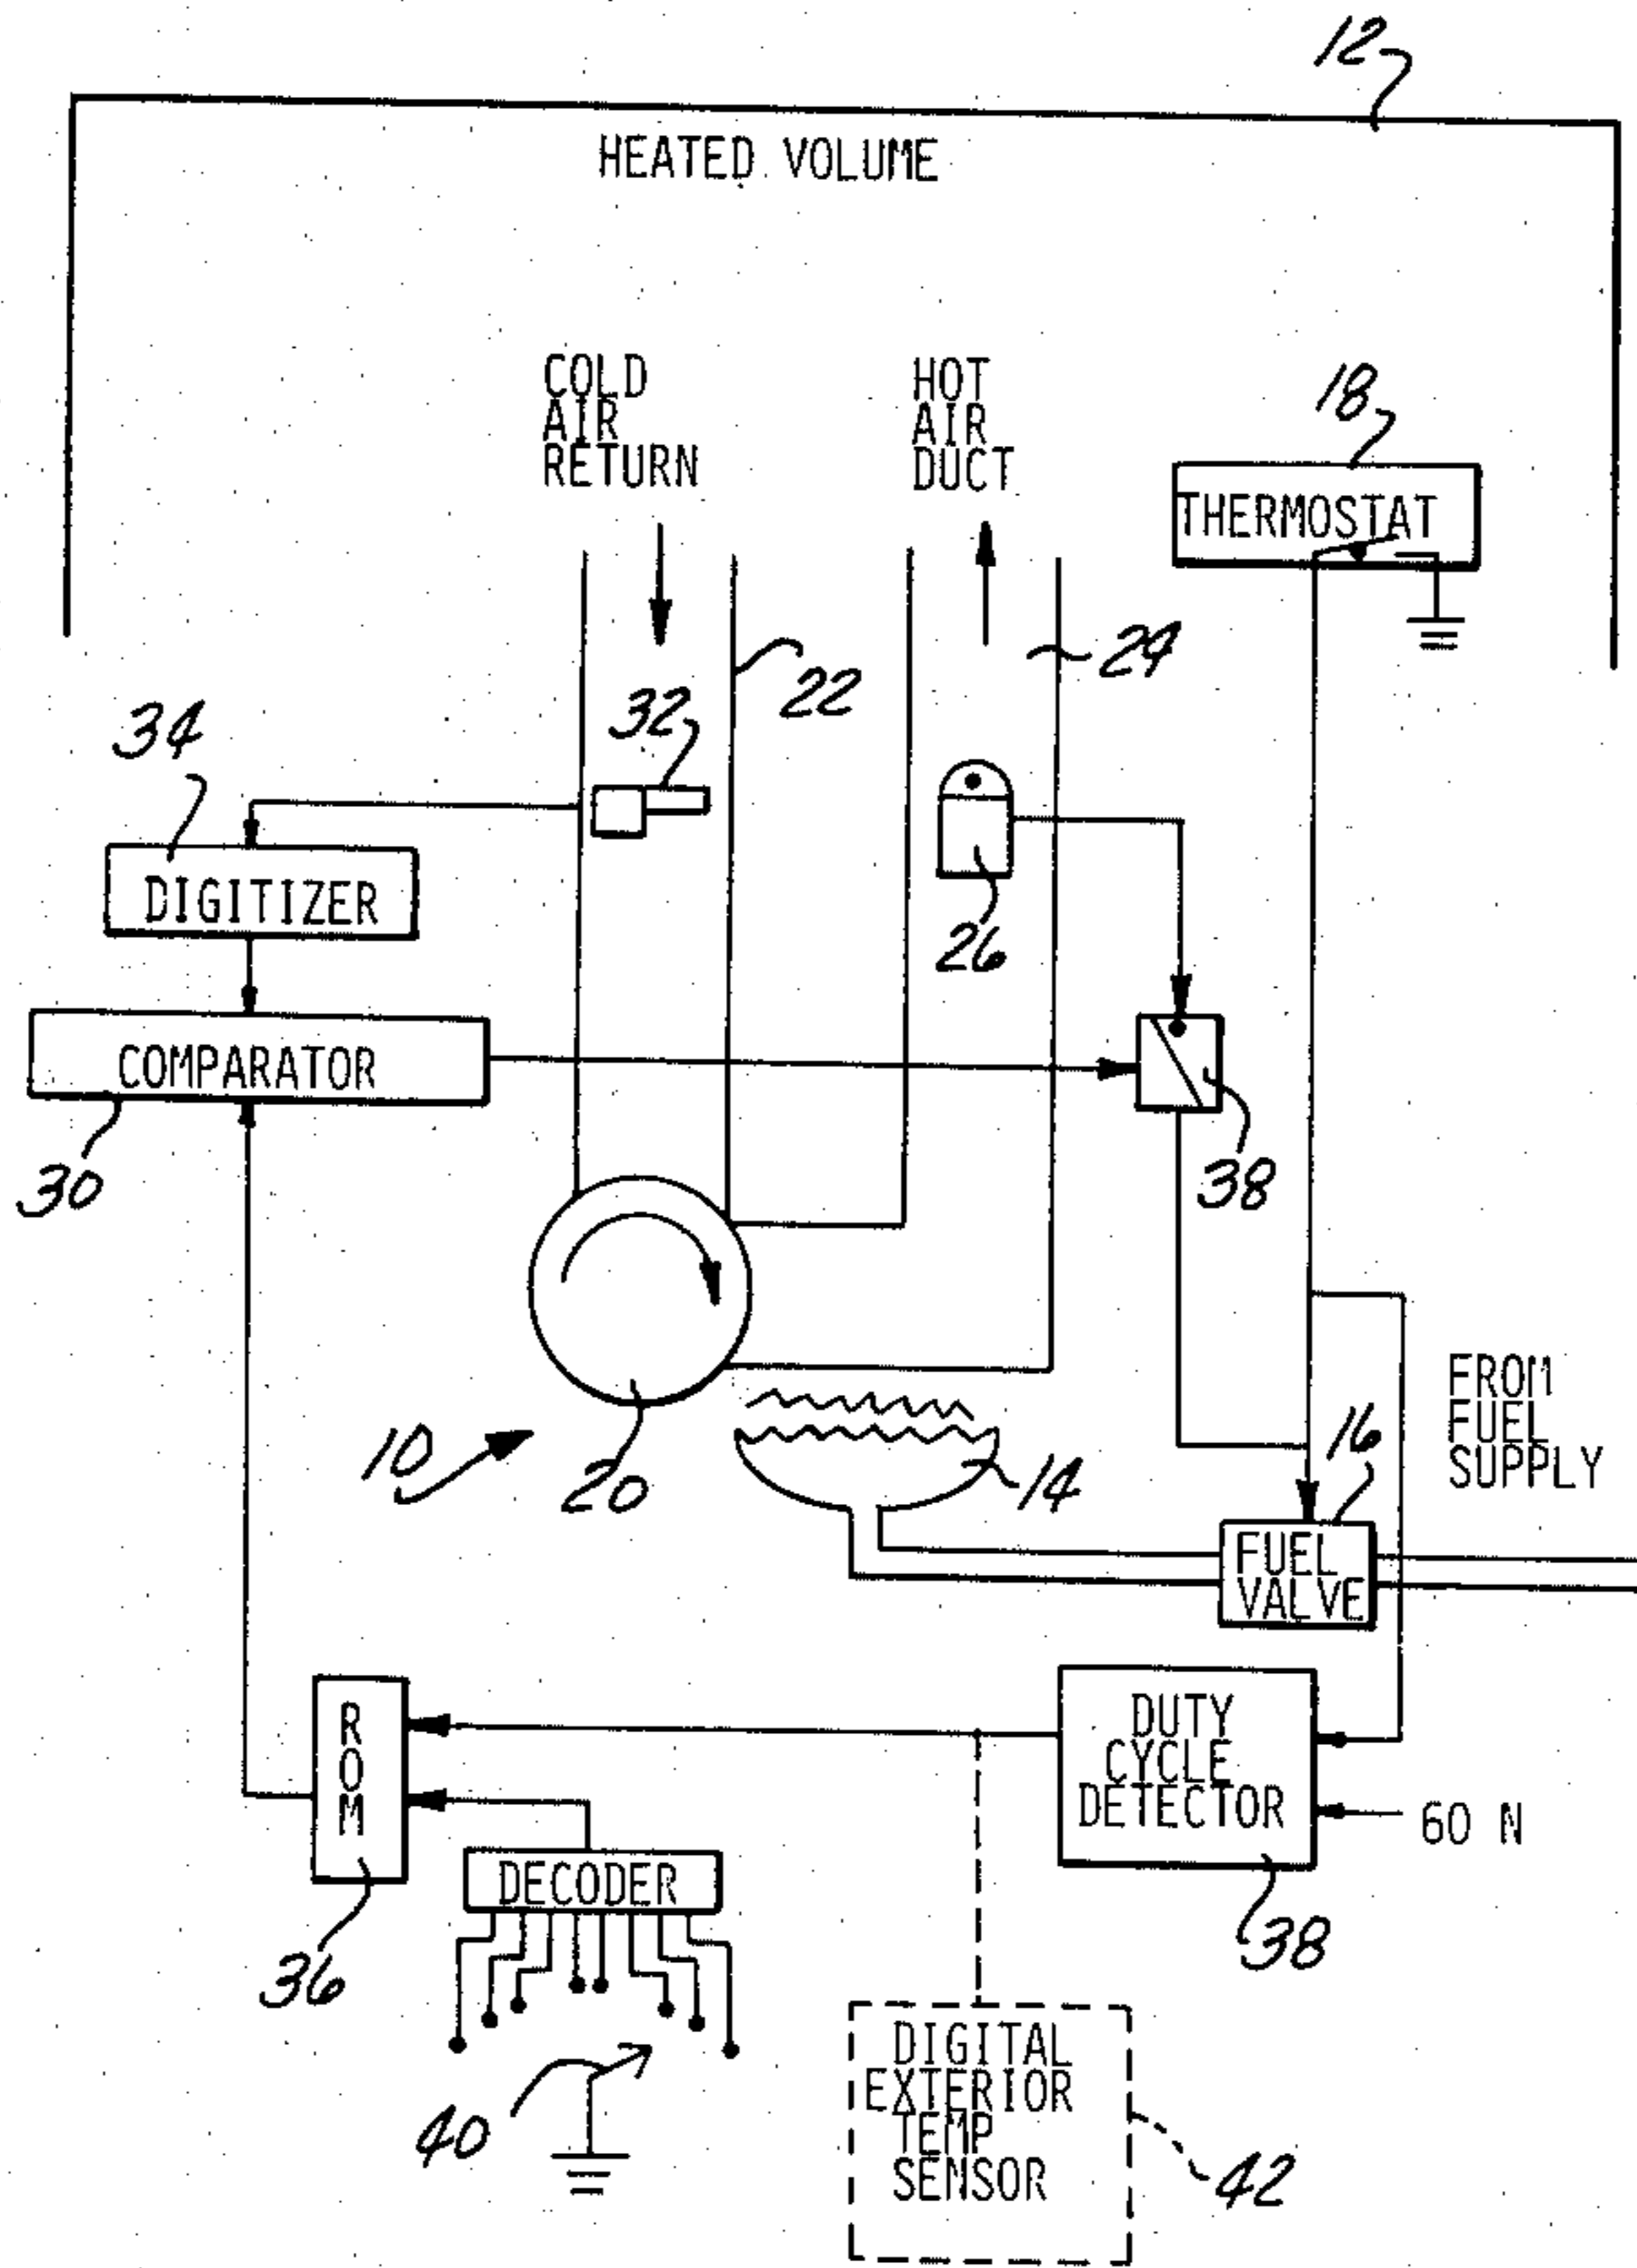 12
HEATED VOLUME
COLD
AIR
RETURN
HOT
AIR
DUCT
18
THERMOSTAT
24
22
32
34
DIGITIZER
26
COMPARATOR
30
38
FROM
FUEL
SUPPLY
16
10
20
14
FUEL
VALVE
ROM
DUTY
CYCLE
DETECTOR
60 N
DECODER
36
38
DIGITAL
EXTERIOR
TEMP
SENSOR
40
42